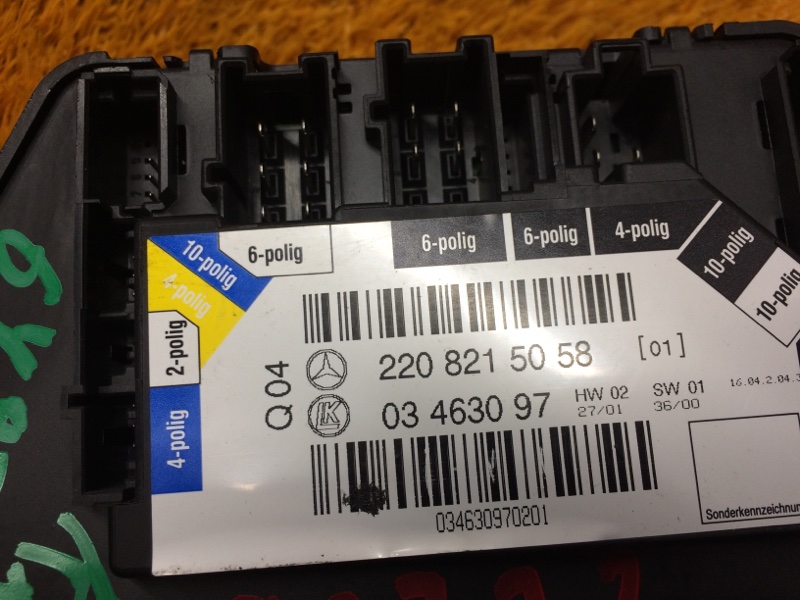 10-polig
6-polig
6-polig
6-polig
4-polig
10-polig
10-polig
4-polig
2-polig
4-polig
Q 04
220 821 50 58 [01]
03 4630 97
HW 02 SW 01
27/01 36/00
16.04.2.04.3
034630970201
Sonderkennzeichnun